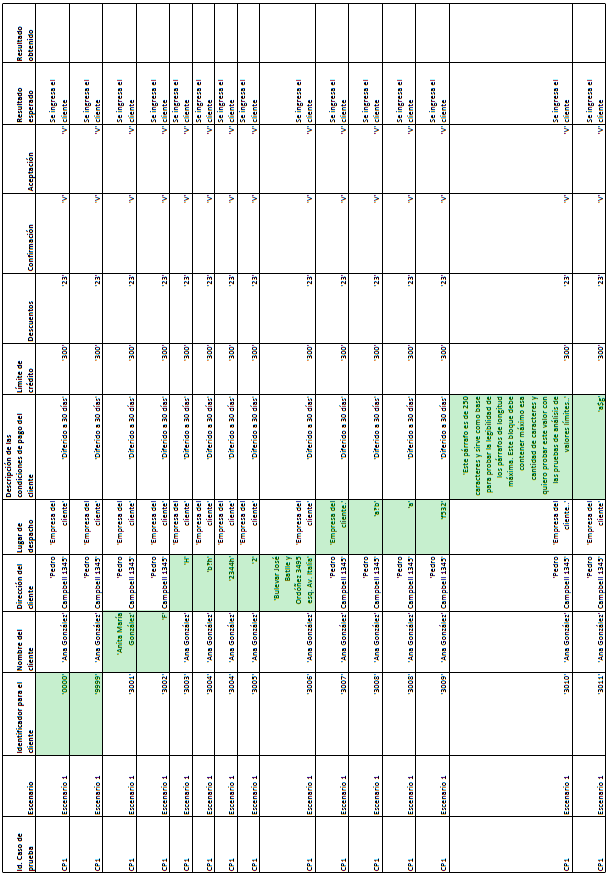 Id. Caso de prueba | Escenario | Identificador para el cliente | Nombre del cliente | Dirección del cliente | Lugar de despacho | Descripción de las condiciones de pago del cliente | Límite de crédito | Descuentos | Confirmación | Aceptación | Resultado esperado | Resultado obtenido
CP1 | Escenario 1 | '0000' | 'Ana González' | 'Pedro Campbell 1345' | 'Empresa del cliente' | 'Diferido a 30 días' | '300' | '23' | 'V' | 'V' | Se ingresa el cliente
CP1 | Escenario 1 | '9999' | 'Ana González' | 'Pedro Campbell 1345' | 'Empresa del cliente' | 'Diferido a 30 días' | '300' | '23' | 'V' | 'V' | Se ingresa el cliente
CP1 | Escenario 1 | '3001' | 'Anita María González' | 'Pedro Campbell 1345' | 'Empresa del cliente' | 'Diferido a 30 días' | '300' | '23' | 'V' | 'V' | Se ingresa el cliente
CP1 | Escenario 1 | '3002' | 'F' | 'Pedro Campbell 1345' | 'Empresa del cliente' | 'Diferido a 30 días' | '300' | '23' | 'V' | 'V' | Se ingresa el cliente
CP1 | Escenario 1 | '3003' | 'Ana González' | 'H' | 'Empresa del cliente' | 'Diferido a 30 días' | '300' | '23' | 'V' | 'V' | Se ingresa el cliente
CP1 | Escenario 1 | '3004' | 'Ana González' | 'Empresa del cliente' | 'Diferido a 30 días' | '300' | '23' | 'V' | 'V' | Se ingresa el cliente
CP1 | Escenario 1 | '3004' | 'Ana González' | '2344h' | 'Empresa del cliente' | 'Diferido a 30 días' | '300' | '23' | 'V' | 'V' | Se ingresa el cliente
CP1 | Escenario 1 | '3005' | 'Ana González' | '2' | 'Empresa del cliente' | 'Diferido a 30 días' | '300' | '23' | 'V' | 'V' | Se ingresa el cliente
CP1 | Escenario 1 | '3006' | 'Ana González' | 'Bulevar José Batlle y Ordóñez 3495 esq. Av. Italia' | 'Empresa del cliente' | 'Diferido a 30 días' | '300' | '23' | 'V' | 'V' | Se ingresa el cliente
CP1 | Escenario 1 | '3007' | 'Ana González' | 'Pedro Campbell 1345' | 'Empresa del cliente.' | 'Diferido a 30 días' | '300' | '23' | 'V' | 'V' | Se ingresa el cliente
CP1 | Escenario 1 | '3008' | 'Ana González' | 'Pedro Campbell 1345' | 'a?b' | 'Diferido a 30 días' | '300' | '23' | 'V' | 'V' | Se ingresa el cliente
CP1 | Escenario 1 | '3008' | 'Ana González' | 'Pedro Campbell 1345' | 'a' | 'Diferido a 30 días' | '300' | '23' | 'V' | 'V' | Se ingresa el cliente
CP1 | Escenario 1 | '3009' | 'Ana González' | 'Pedro Campbell 1345' | 'f532' | 'Diferido a 30 días' | '300' | '23' | 'V' | 'V' | Se ingresa el cliente
CP1 | Escenario 1 | '3010' | 'Ana González' | 'Pedro Campbell 1345' | 'Empresa del cliente.' | 'Este párrafo es de 250 caracteres y sirve como o base para probar la legibilidad de los párrafos de longitud máxima. Este bloque debe contener máximo esa cantidad de caracteres y quiero probar este valor con las pruebas de análisis de valores límites.' | '300' | '23' | 'V' | 'V' | Se ingresa el cliente
CP1 | Escenario 1 | '3011' | 'Ana González' | 'Pedro Campbell 1345' | 'Empresa del cliente' | 'a$g' | '300' | '23' | 'V' | 'V' | Se ingresa el cliente